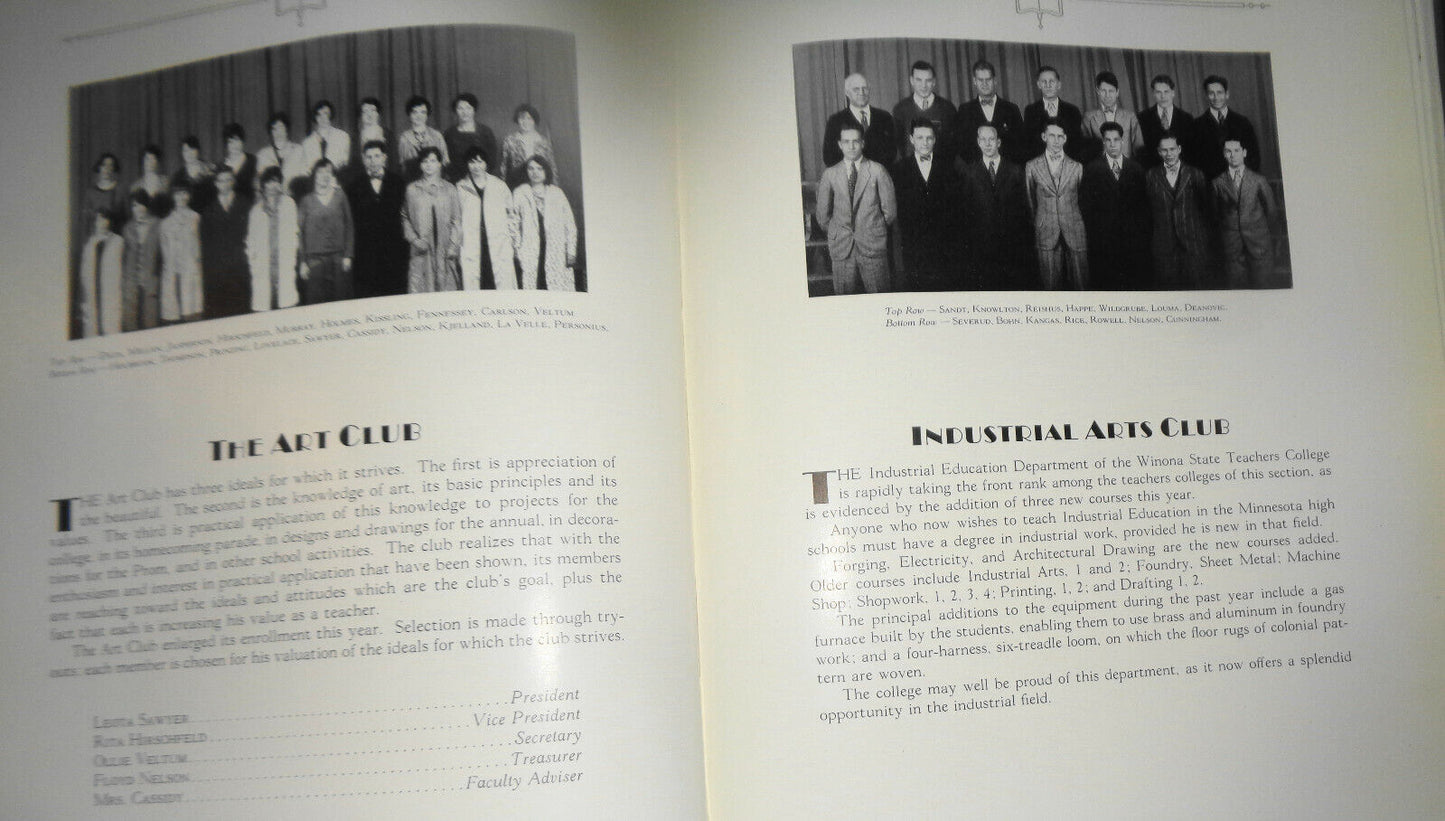 Murray, Holmes, Kissling, Fennessey, Carlson, Veltum
Lovelace, Sawyer, Cassidy, Nelson, Kjelland, La Velle, Personius.
The Art Club
THE Art Club has three ideals for which it strives. The first is appreciation of
the beautiful. The second is the knowledge of art, its basic principles and its
values. The third is practical application of this knowledge to projects for the
college, in its homecoming parade, in designs and drawings for the annual, in decora-
tions for the Prom, and in other school activities. The club realizes that with the
enthusiasm and interest in practical application that have been shown, its members
are reaching toward the ideals and attitudes which are the club's goal, plus the
fact that each is increasing his value as a teacher.
The Art Club enlarged its enrollment this year. Selection is made through try-
outs; each member is chosen for his valuation of the ideals for which the club strives.
Leota Sawyer President
Rita Hirschfeld Vice President
Ollie Veltum Secretary
Floyd Nelson Treasurer
Mrs. Cassidy Faculty Adviser
Top Row — Sandt, Knowlton, Reishus, Happe, Wildgrube, Louma, Deanovic.
Bottom Row — Severud, Bohn, Kangas, Rice, Rowell, Nelson, Cunningham.
Industrial Arts Club
THE Industrial Education Department of the Winona State Teachers College
is rapidly taking the front rank among the teachers colleges of this section, as
is evidenced by the addition of three new courses this year.
Anyone who now wishes to teach Industrial Education in the Minnesota high
schools must have a degree in industrial work, provided he is new in that field.
Forging, Electricity, and Architectural Drawing are the new courses added.
Older courses include Industrial Arts, 1 and 2; Foundry, Sheet Metal; Machine
Shop; Shopwork, 1, 2, 3, 4; Printing, 1, 2; and Drafting 1, 2.
The principal additions to the equipment during the past year include a gas
furnace built by the students, enabling them to use brass and aluminum in foundry
work; and a four-harness, six-treadle loom, on which the floor rugs of colonial pat-
tern are woven.
The college may well be proud of this department, as it now offers a splendid
opportunity in the industrial field.